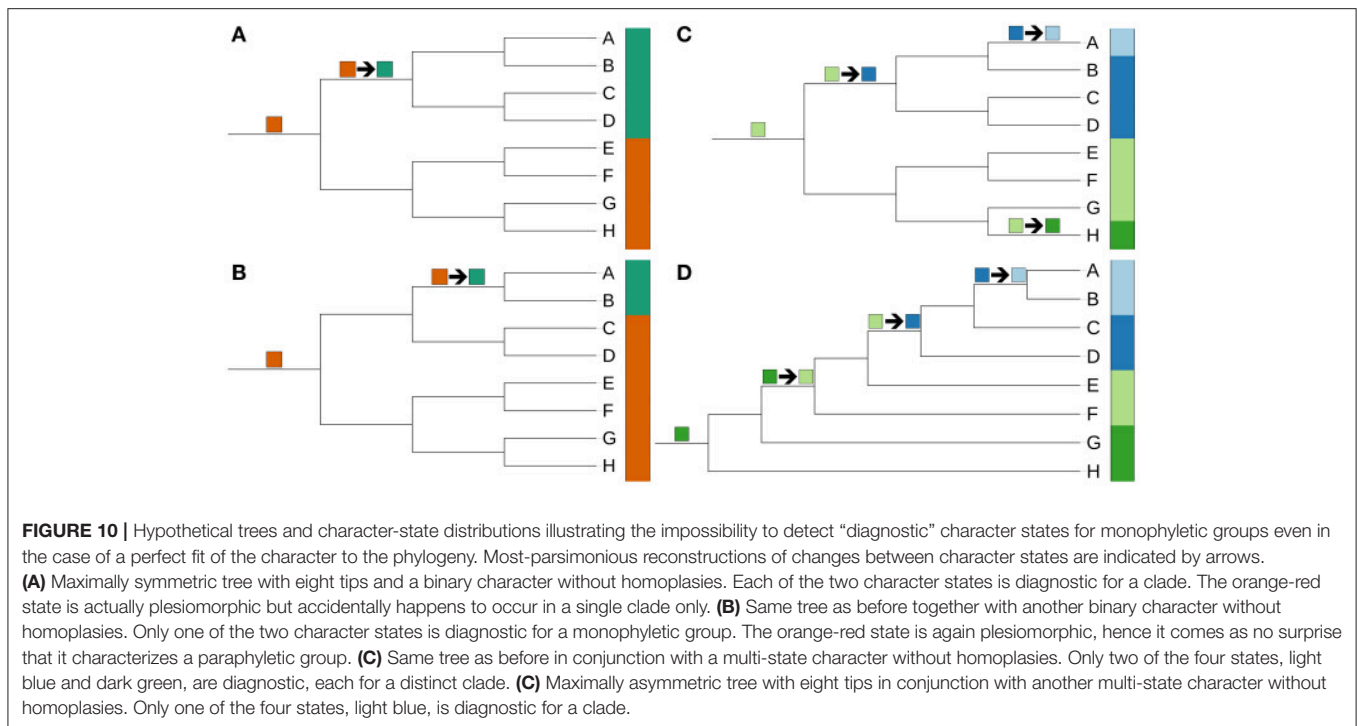 A
A
B
C
D
E
F
G
H
B
A
B
C
D
E
F
G
H
C
A
B
C
D
E
F
G
H
D
A
B
C
D
E
F
G
H
FIGURE 10 | Hypothetical trees and character-state distributions illustrating the impossibility to detect “diagnostic” character states for monophyletic groups even in
the case of a perfect fit of the character to the phylogeny. Most-parsimonious reconstructions of changes between character states are indicated by arrows.
(A) Maximally symmetric tree with eight tips and a binary character without homoplasies. Each of the two character states is diagnostic for a clade. The orange-red
state is actually plesiomorphic but accidentally happens to occur in a single clade only. (B) Same tree as before together with another binary character without
homoplasies. Only one of the two character states is diagnostic for a monophyletic group. The orange-red state is again plesiomorphic, hence it comes as no surprise
that it characterizes a paraphyletic group. (C) Same tree as before in conjunction with a multi-state character without homoplasies. Only two of the four states, light
blue and dark green, are diagnostic, each for a distinct clade. (C) Maximally asymmetric tree with eight tips in conjunction with another multi-state character without
homoplasies. Only one of the four states, light blue, is diagnostic for a clade.